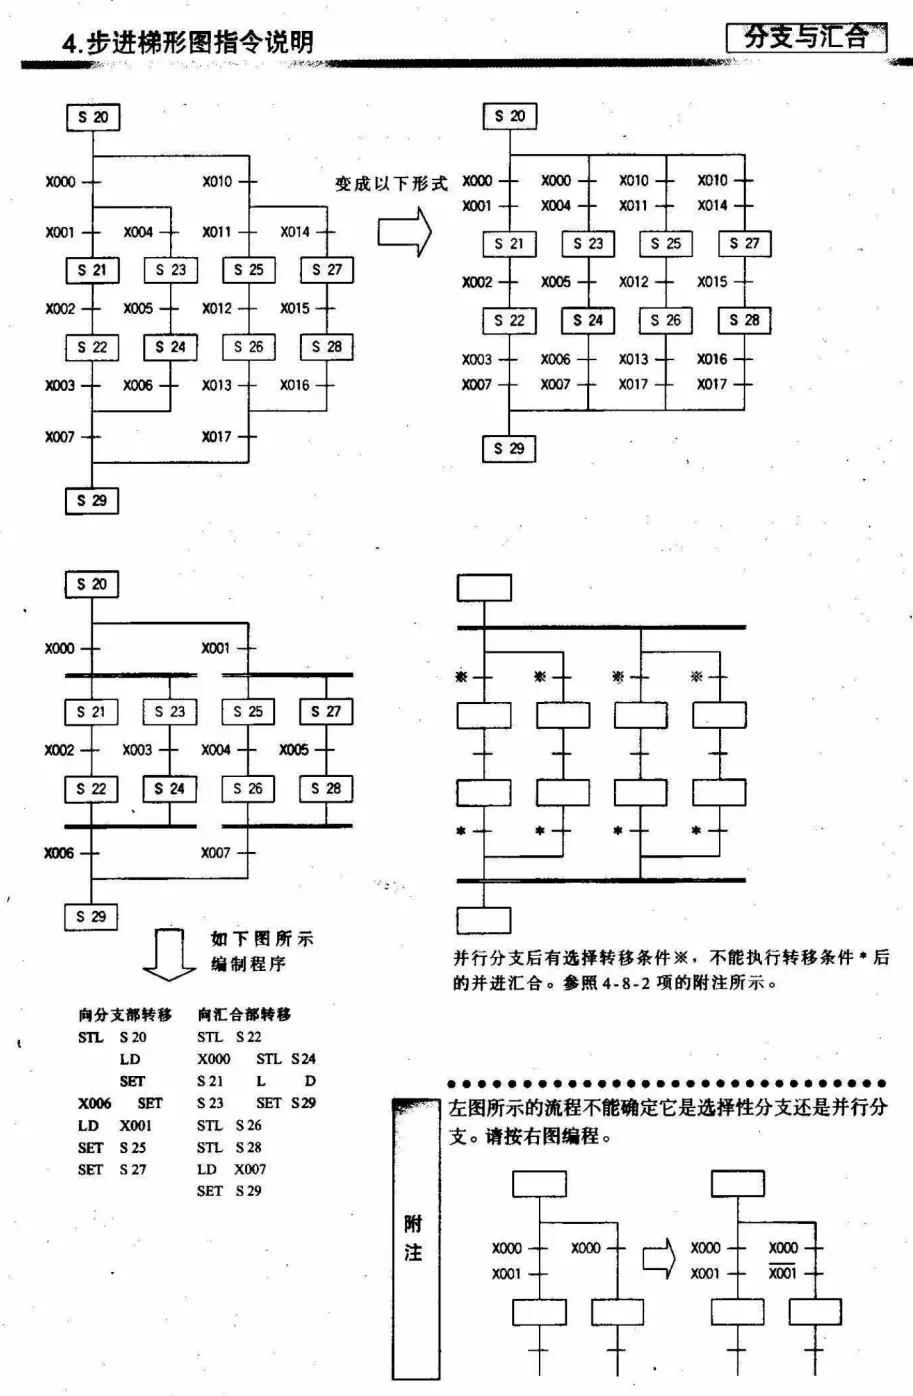 4.步进梯形图指令说明
分支与汇合
S 20
X000 X010
X001 X004 X011 X014
S 21 S 23 S 25 S 27
X002 X005 X012 X015
S 22 S 24 S 26 S 28
X003 X006 X013 X016
X007 X017
S 29
变成以下形式
S 20
X000 X000 X010 X010
X001 X004 X011 X014
S 21 S 23 S 25 S 27
X002 X005 X012 X015
S 22 S 24 S 26 S 28
X003 X006 X013 X016
X007 X007 X017 X017
S 29
S 20
X000 X001
S 21 S 23 S 25 S 27
X002 X003 X004 X005
S 22 S 24 S 26 S 28
X006 X007
S 29
如下图所示
编制程序
※ ※ ※ ※
* * * *
并行分支后有选择转移条件※，不能执行转移条件*后
的并进汇合。参照4-8-2项的附注所示。
向分支部转移 向汇合部转移
STL S 20 STL S 22
LD X000 STL S 24
SET S 21 L D
X006 SET S 23 SET S 29
LD X001 STL S 26
SET S 25 STL S 28
SET S 27 LD X007
SET S 29
附
注
左图所示的流程不能确定它是选择性分支还是并行分
支。请按右图编程。
X000 X000 X000 X000
X001 X001 X̅0̅0̅1̅